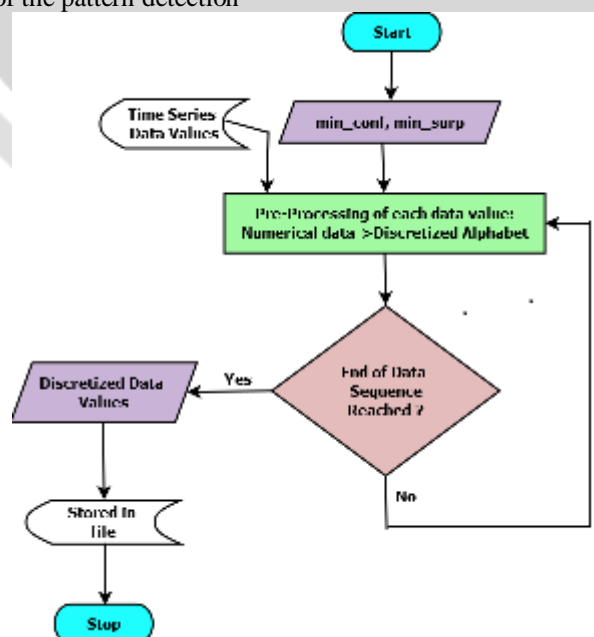 of the pattern detection
Start
Time Series
Data Values
min_conf, min_surp
Pre-Processing of each data value:
Numerical data >Discretized Alphabet
End of Data
Sequence
Reached ?
Yes
Discretized Data
Values
No
Stored in
file
Stop